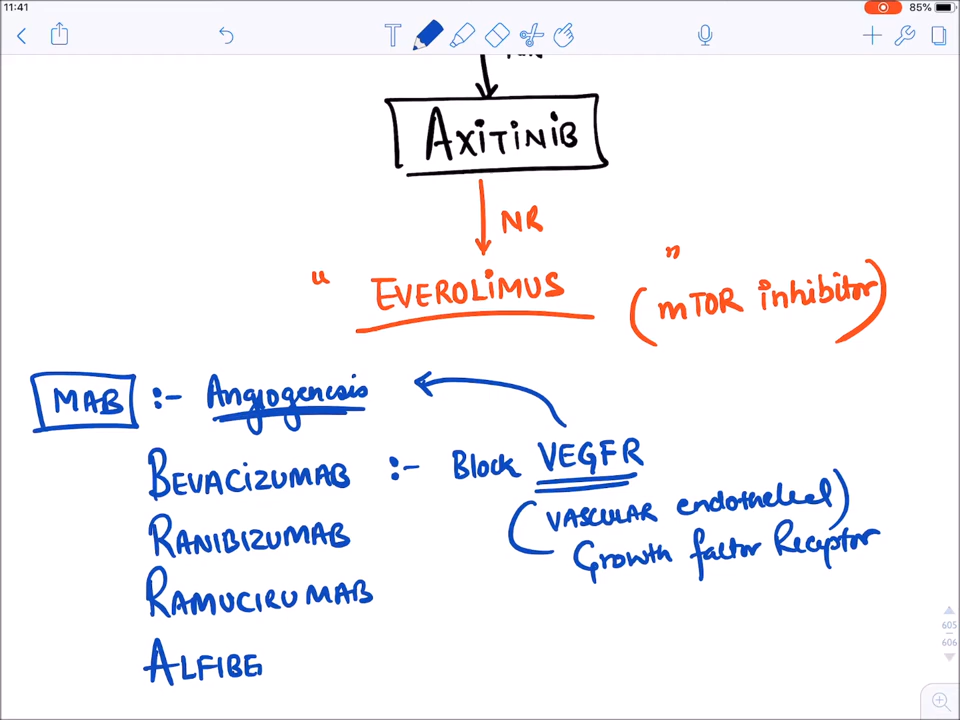 11:41
85%
T
AXITINIB
NR
" EVEROLIMUS " (mTOR inhibitor)
MAB :- Angiogenesis
BEVACIZUMAB :- Block VEGFR
(VASCULAR endotheleal)
Growth factor Receptor
RANIBIZUMAB
RAMUCIRUMAB
ALFIBE
605
606